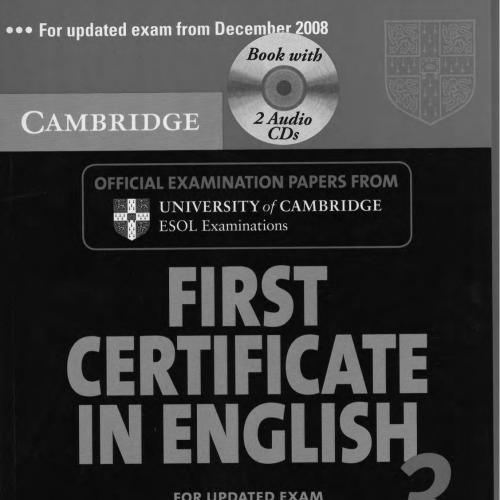 ••• For updated exam from December 2008
Book with
2 Audio
CDs
CAMBRIDGE
OFFICIAL EXAMINATION PAPERS FROM
UNIVERSITY of CAMBRIDGE
ESOL Examinations
FIRST
CERTIFICATE
IN ENGLISH
2
FOR UPDATED EXAM